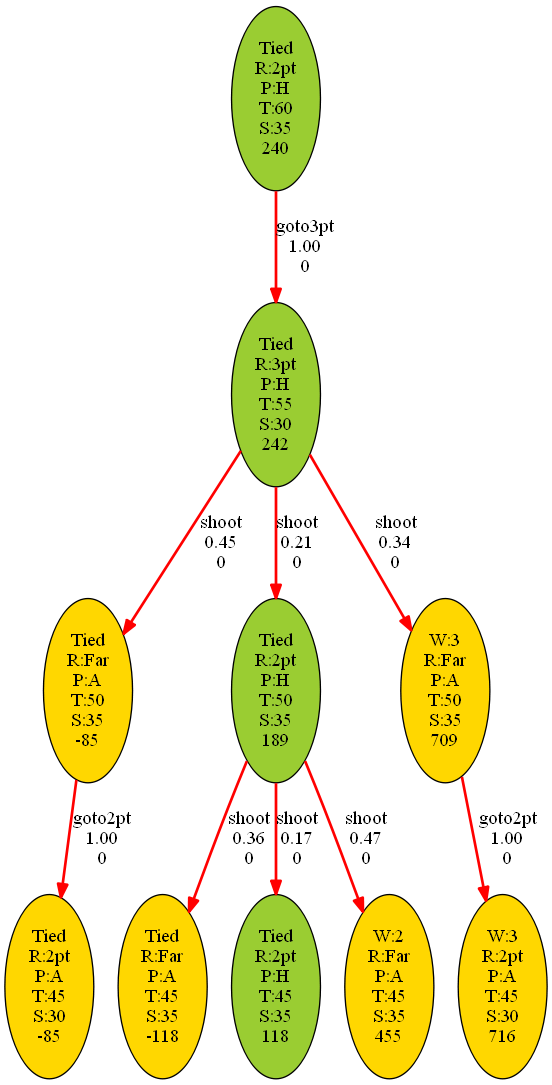 Tied
R:2pt
P:H
T:60
S:35
240
goto3pt
1.00
0
Tied
R:3pt
P:H
T:55
S:30
242
shoot
0.45
0
shoot
0.21
0
shoot
0.34
0
Tied
R:Far
P:A
T:50
S:35
-85
Tied
R:2pt
P:H
T:50
S:35
189
W:3
R:Far
P:A
T:50
S:35
709
goto2pt
1.00
0
shoot
0.36
0
shoot
0.17
0
shoot
0.47
0
goto2pt
1.00
0
Tied
R:2pt
P:A
T:45
S:30
-85
Tied
R:Far
P:A
T:45
S:35
-118
Tied
R:2pt
P:H
T:45
S:35
118
W:2
R:Far
P:A
T:45
S:35
455
W:3
R:2pt
P:A
T:45
S:30
716